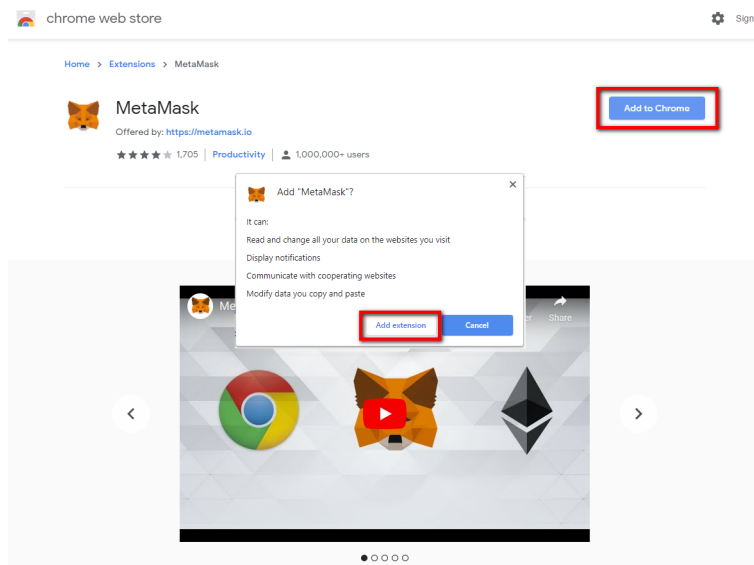 chrome web store
Sign
Home > Extensions > MetaMask
MetaMask
Add to Chrome
Offered by: https://metamask.io
1,705 | Productivity | 1,000,000+ users
Add "MetaMask"?
It can:
Read and change all your data on the websites you visit
Display notifications
Communicate with cooperating websites
Modify data you copy and paste
Me
Share
Add extension
Cancel